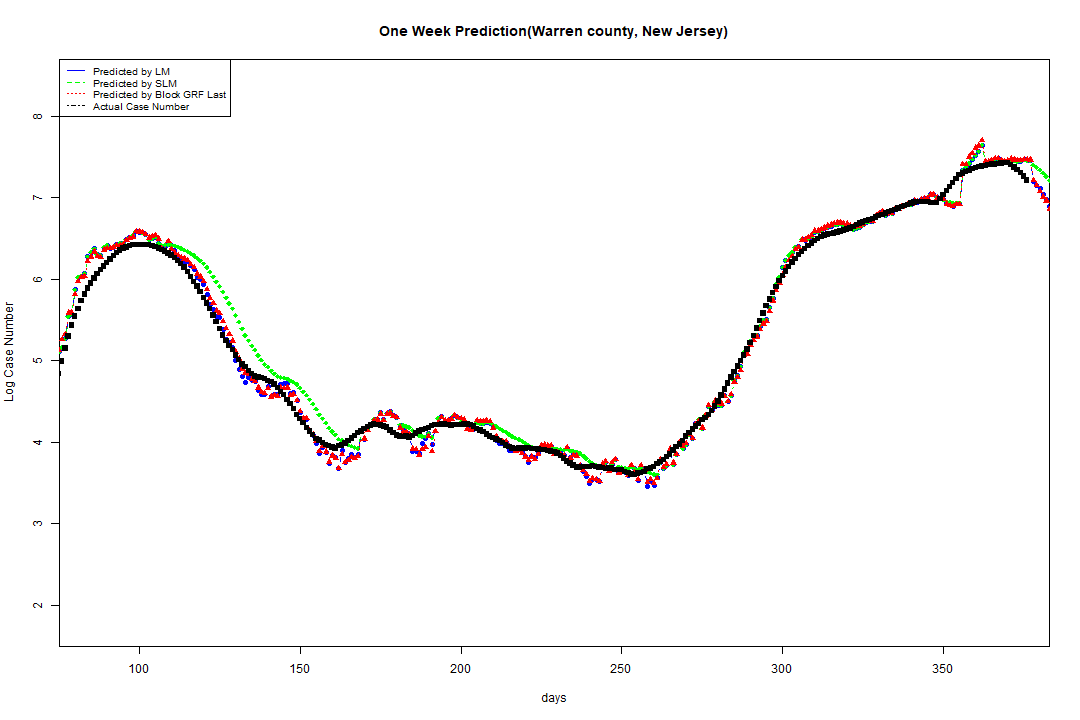 One Week Prediction(Warren county, New Jersey)
Predicted by LM
Predicted by SLM
Predicted by Block GRF Last
Actual Case Number
8
7
6
5
4
3
2
Log Case Number
100 150 200 250 300 350
days